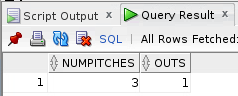 Script Output × Query Result ×
SQL | All Rows Fetched:
NUMPITCHES OUTS
1 3 1